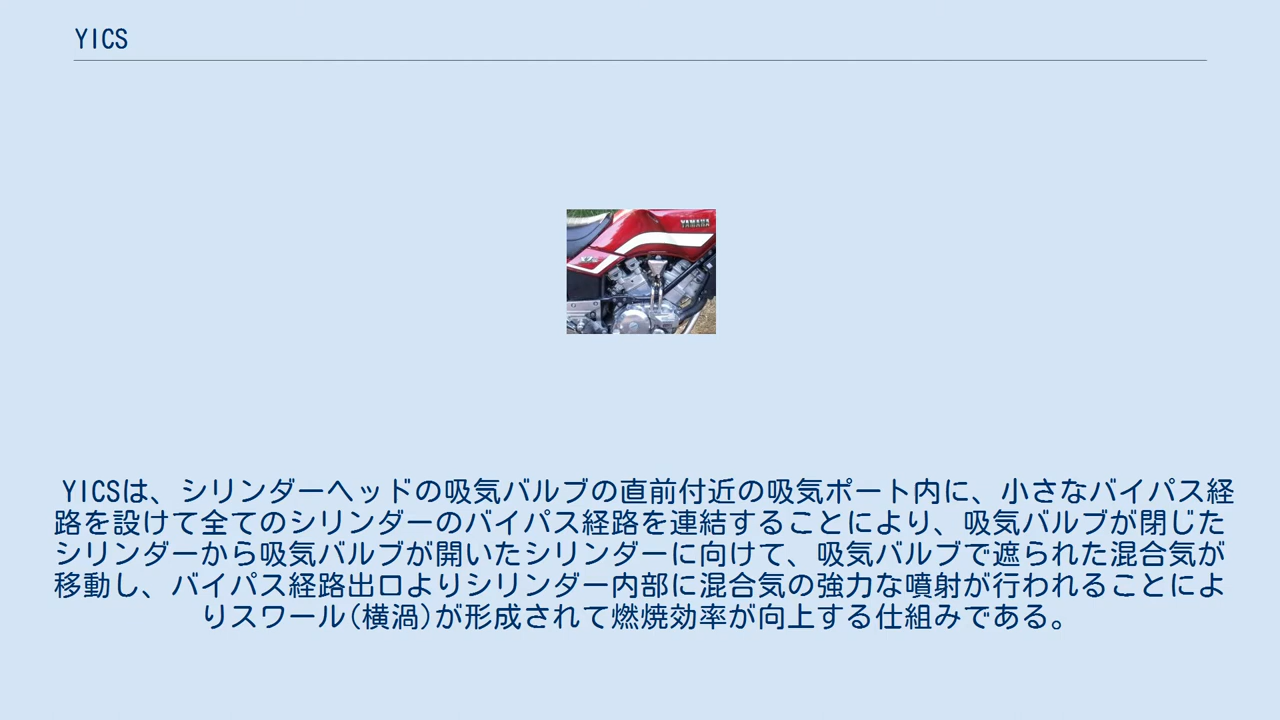 YICS
YAMAHA
YICSは、シリンダーヘッドの吸気バルブの直前付近の吸気ポート内に、小さなバイパス経
路を設けて全てのシリンダーのバイパス経路を連結することにより、吸気バルブが閉じた
シリンダーから吸気バルブが開いたシリンダーに向けて、吸気バルブで遮られた混合気が
移動し、バイパス経路出口よりシリンダー内部に混合気の強力な噴射が行われることによ
りスワール(横渦)が形成されて燃焼効率が向上する仕組みである。